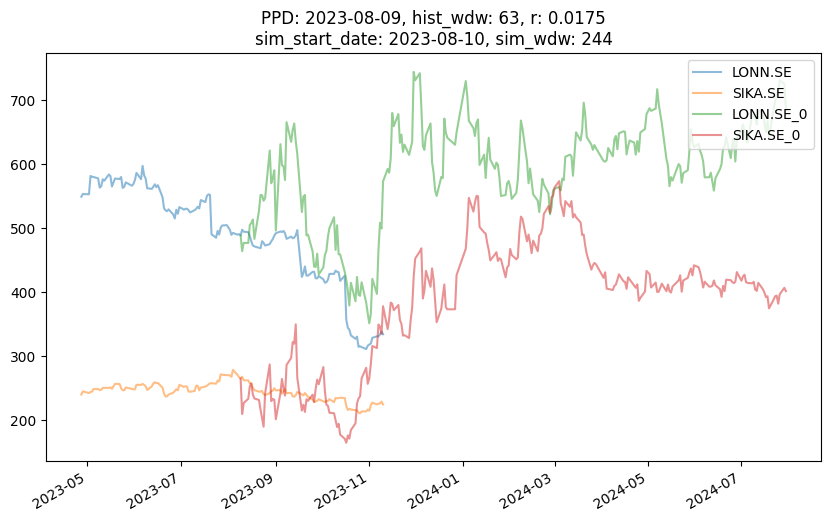 PPD: 2023-08-09, hist_wdw: 63, r: 0.0175
sim_start_date: 2023-08-10, sim_wdw: 244
LONN.SE
SIKA.SE
LONN.SE_0
SIKA.SE_0
700
600
500
400
300
200
2023-05
2023-07
2023-09
2023-11
2024-01
2024-03
2024-05
2024-07